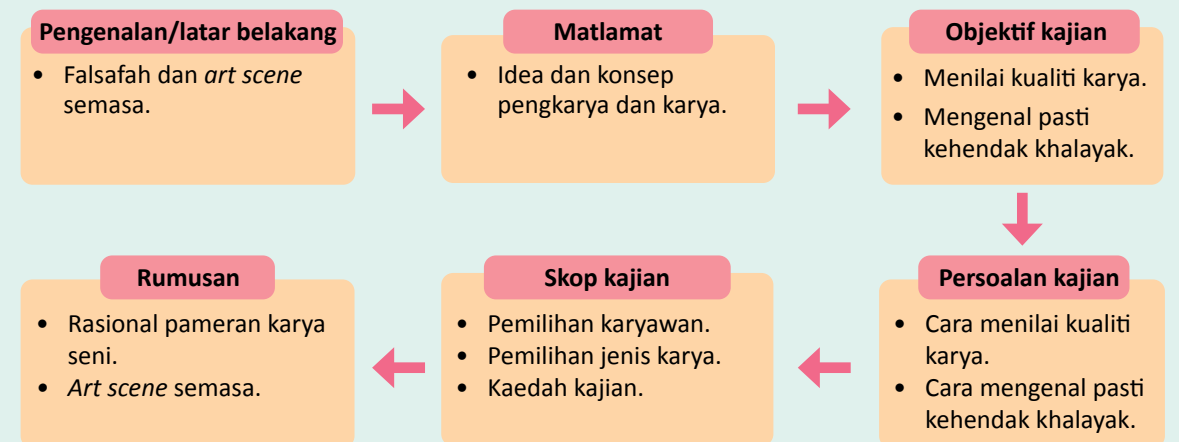 Pengenalan/latar belakang
• Falsafah dan art scene
semasa.
Matlamat
• Idea dan konsep
pengkarya dan karya.
Objektif kajian
• Menilai kualiti karya.
• Mengenal pasti
kehendak khalayak.
Persoalan kajian
• Cara menilai kualiti
karya.
• Cara mengenal pasti
kehendak khalayak.
Skop kajian
• Pemilihan karyawan.
• Pemilihan jenis karya.
• Kaedah kajian.
Rumusan
• Rasional pameran karya
seni.
• Art scene semasa.